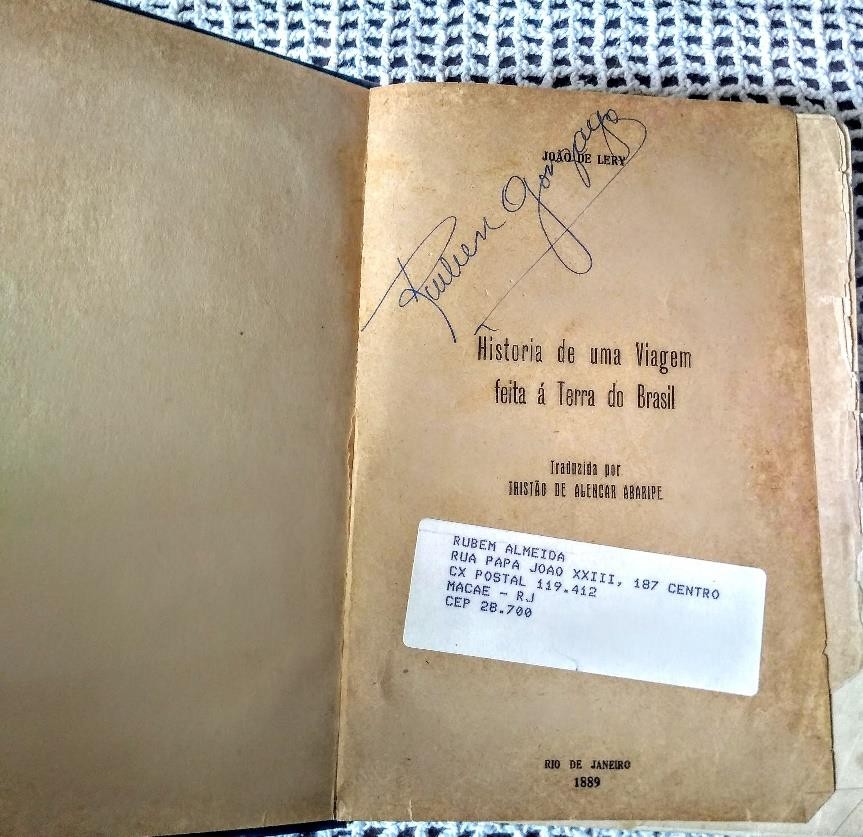 JOÃO DE LERY
Ruben Gonzaga
Historia de uma Viagem
feita á Terra do Brasil
Traduzida por
TRISTÃO DE ALENCAR ARARIPE
RUBEM ALMEIDA
RUA PAPA JOAO XXIII, 187 CENTRO
CX POSTAL 119.412
MACAE - RJ
CEP 28.700
RIO DE JANEIRO
1889